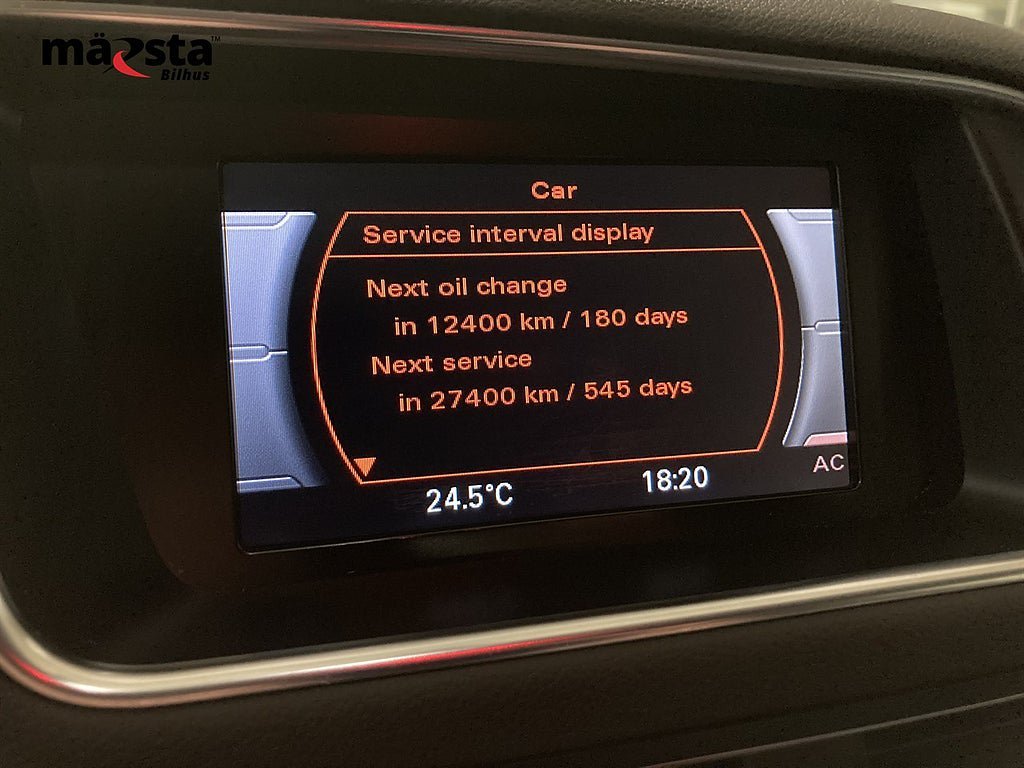 märsta™
Bilhus
Car
Service interval display
Next oil change
in 12400 km / 180 days
Next service
in 27400 km / 545 days
24.5°C
18:20
AC